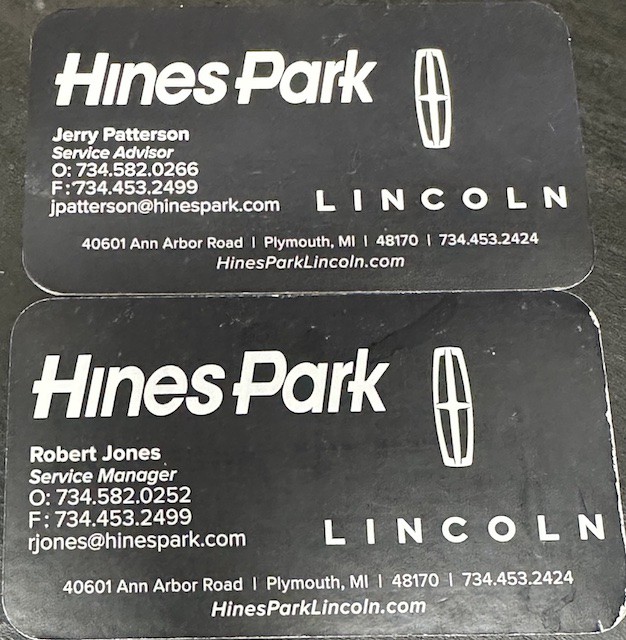 Hines Park
Jerry Patterson
Service Advisor
O: 734.582.0266
F: 734.453.2499
jpatterson@hinespark.com
LINCOLN
40601 Ann Arbor Road | Plymouth, MI | 48170 | 734.453.2424
HinesParkLincoln.com
Hines Park
Robert Jones
Service Manager
O: 734.582.0252
F: 734.453.2499
rjones@hinespark.com
LINCOLN
40601 Ann Arbor Road | Plymouth, MI | 48170 | 734.453.2424
HinesParkLincoln.com